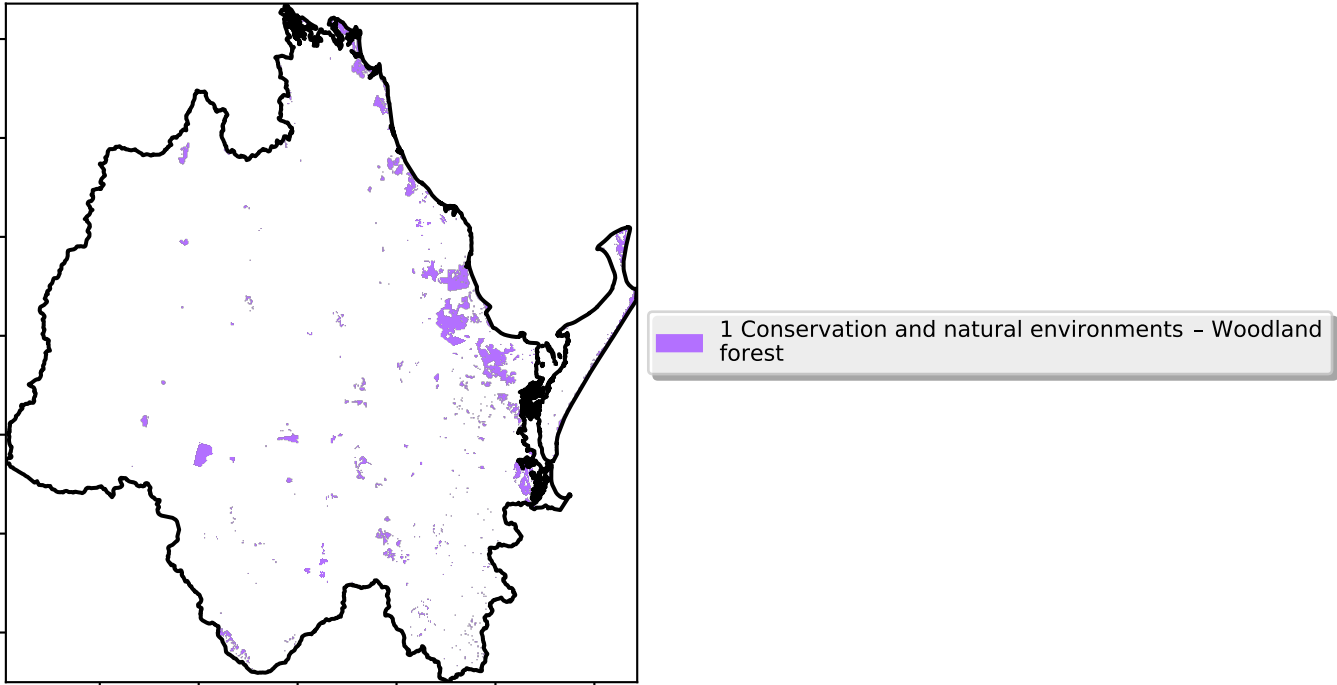 1 Conservation and natural environments – Woodland
forest